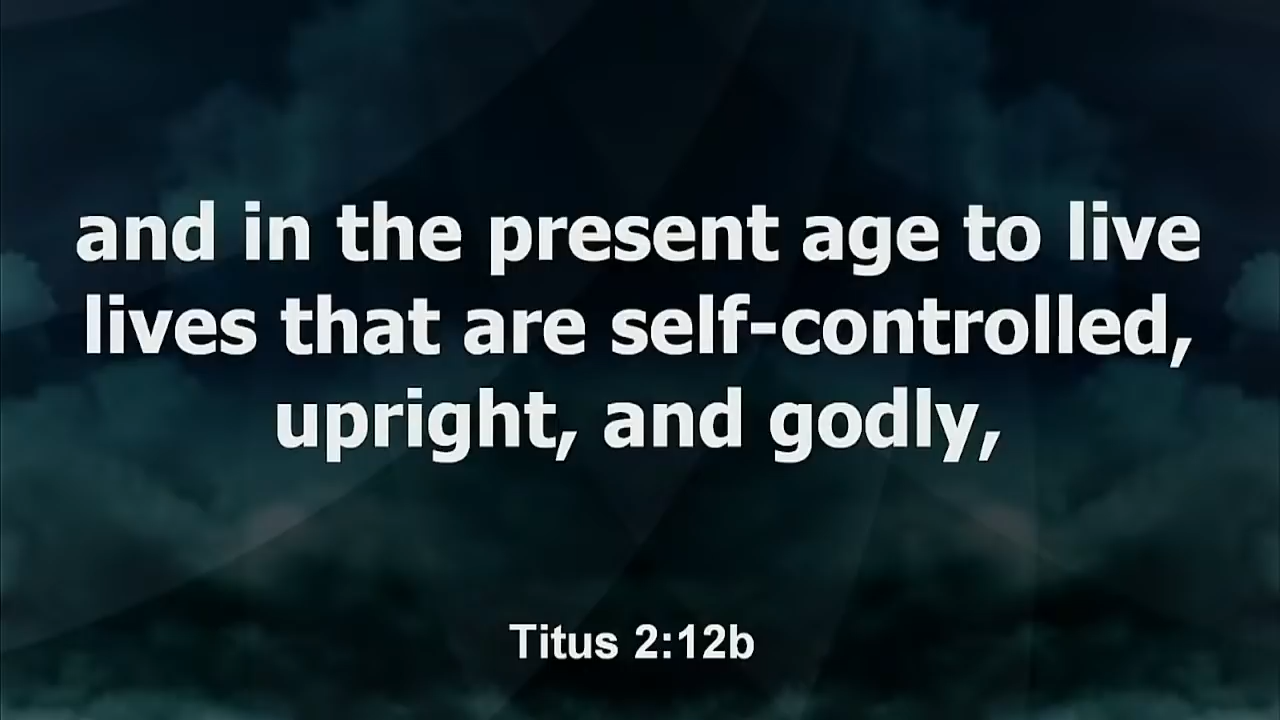 and in the present age to live
lives that are self-controlled,
upright, and godly,
Titus 2:12b